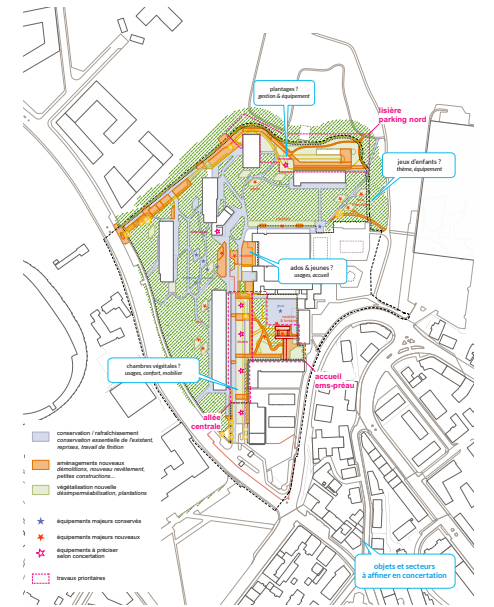 plantages ?
gestion & équipement
lisière
parking nord
jeux d'enfants ?
thème, équipement
ados & jeunes ?
usages, accueil
chambres végétales ?
usages, confort, mobilier
accueil
ems-préau
allée
centrale
conservation / rafraîchissement
conservation essentielle de l'existant,
reprises, travail de finition
aménagements nouveaux
démolitions, nouveau revêtement,
petites constructions...
végétalisation nouvelle
désimperméabilisation, plantations
équipements majeurs conservés
équipements majeurs nouveaux
équipements à préciser
selon concertation
travaux prioritaires
objets et secteurs
à affiner en concertation